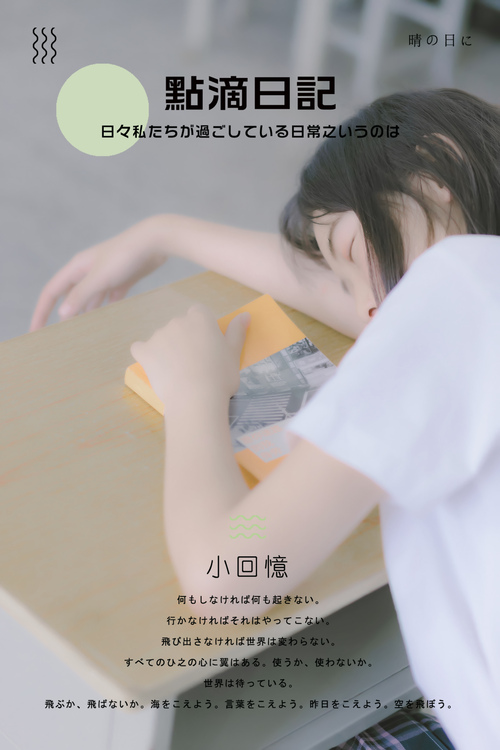 晴の日に
點滴日記
日々私たちが過ごしている日常之いうのは
小回憶
何もしなければ何も起きない。
行かなければそれはやってこない。
飛び出さなければ世界は変わらない。
すべてのひ之の心に翼はある。使うか、使わないか。
世界は待っている。
飛ぶか、飛ばないか。海をこえよう。言葉をこえよう。昨日をこえよう。空を飛ぼう。